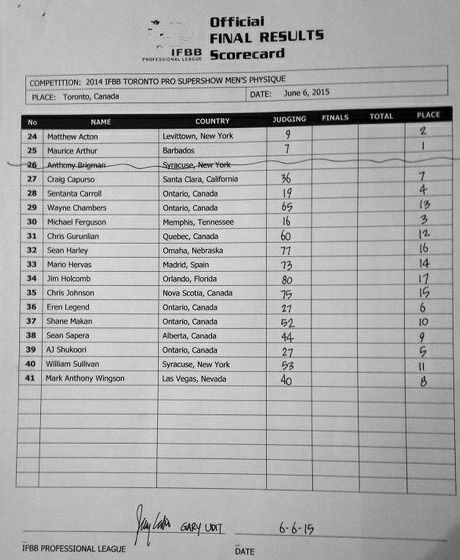 Official
FINAL RESULTS
Scorecard
IFBB
PROFESSIONAL LEAGUE
COMPETITION: 2014 IFBB TORONTO PRO SUPERSHOW MEN'S PHYSIQUE
PLACE: Toronto, Canada DATE: June 6, 2015
No NAME COUNTRY JUDGING FINALS TOTAL PLACE
24 Matthew Acton Levittown, New York 9 2
25 Maurice Arthur Barbados 7 1
26 Anthony Brigman Syracuse, New York
27 Craig Capurso Santa Clara, California 36 7
28 Sentanta Carroll Ontario, Canada 19 4
29 Wayne Chambers Ontario, Canada 65 13
30 Michael Ferguson Memphis, Tennessee 16 3
31 Chris Gurunlian Quebec, Canada 60 12
32 Sean Harley Omaha, Nebraska 77 16
33 Mario Hervas Madrid, Spain 73 14
34 Jim Holcomb Orlando, Florida 80 17
35 Chris Johnson Nova Scotia, Canada 75 15
36 Eren Legend Ontario, Canada 27 6
37 Shane Makan Ontario, Canada 52 10
38 Sean Sapera Alberta, Canada 44 9
39 AJ Shukoori Ontario, Canada 27 5
40 William Sullivan Syracuse, New York 53 11
41 Mark Anthony Wingson Las Vegas, Nevada 40 8
GARY UDIT 6-6-15
IFBB PROFESSIONAL LEAGUE DATE